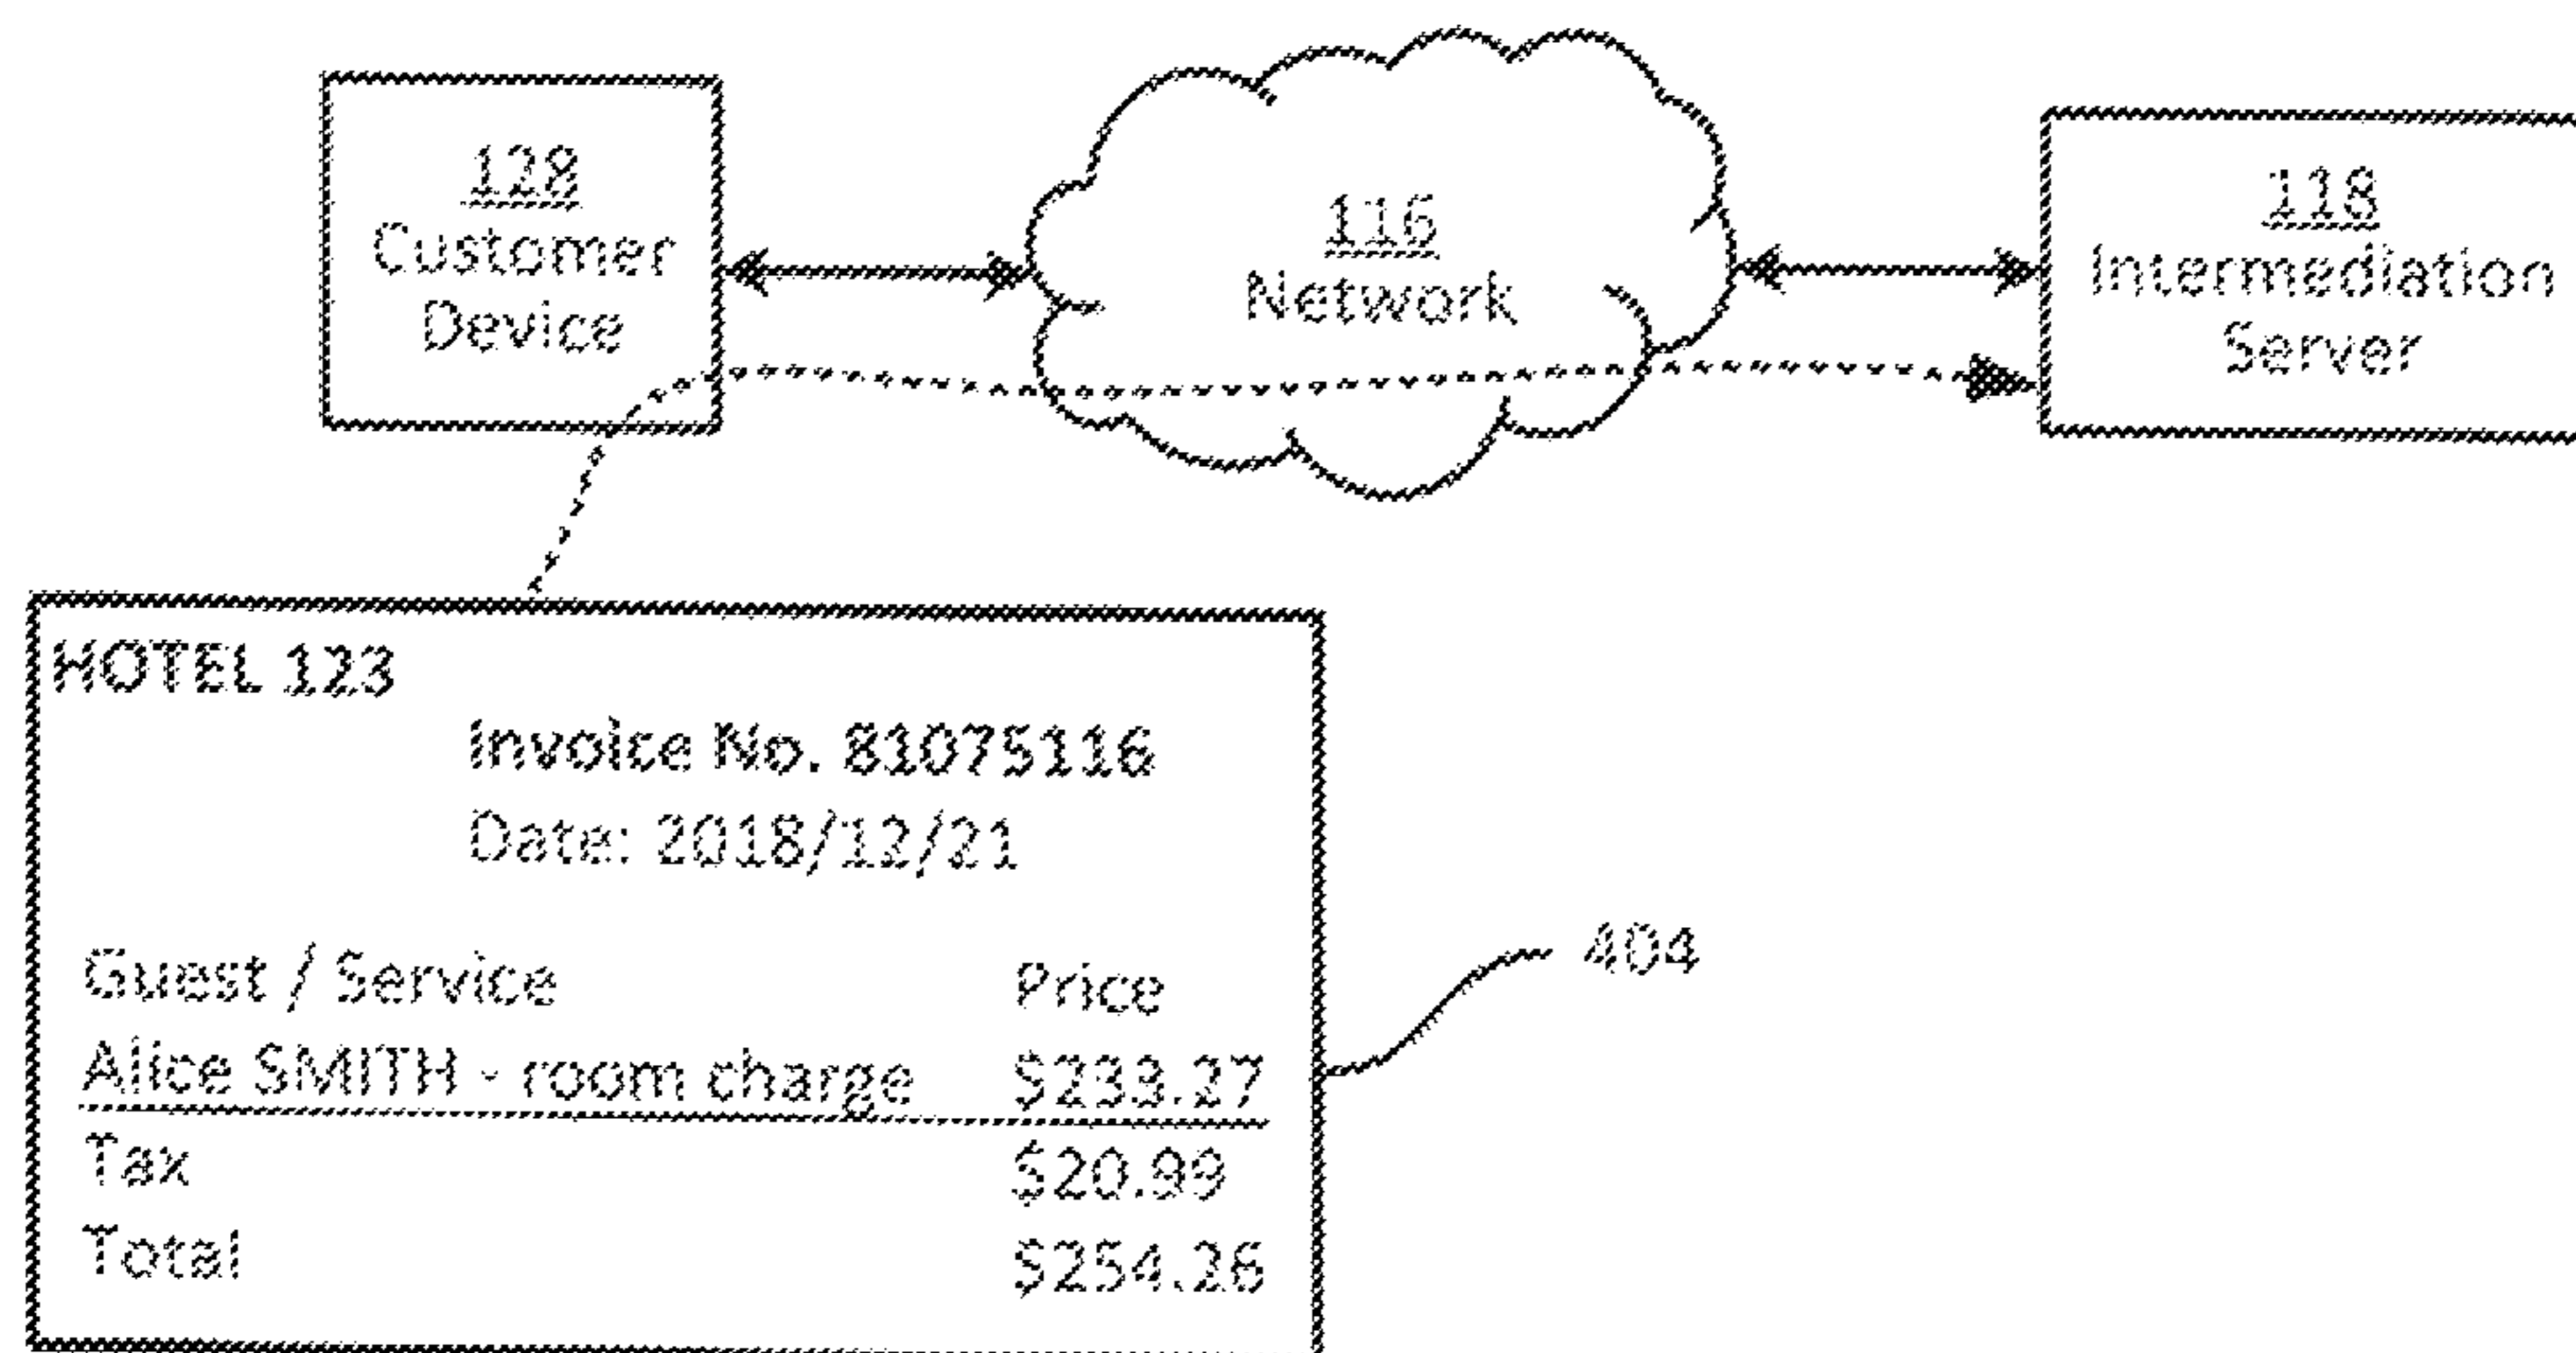 128
Customer
Device
116
Network
118
Intermediation
Server
HOTEL 123
Invoice No. 81075116
Date: 2018/12/21
Guest / Service Price
Alice SMITH - room charge $233.27
Tax $20.99
Total $254.26
404